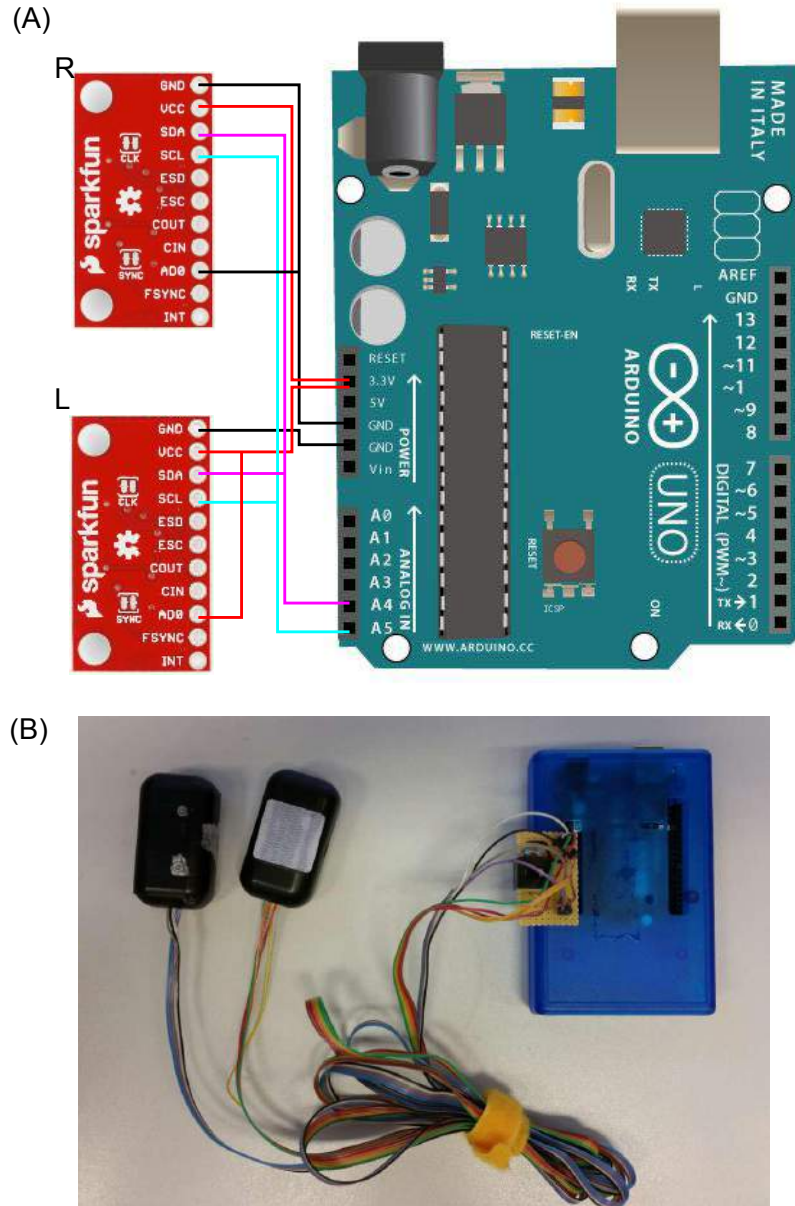 (A)
R
GND
VCC
SDA
SCL
ESD
ESC
COUT
CIN
AD0
FSYNC
INT
CLK
SYNC
sparkfun
L
GND
VCC
SDA
SCL
ESD
ESC
COUT
CIN
AD0
FSYNC
INT
CLK
SYNC
sparkfun
MADE
IN ITALY
RX
TX
L
RESET-EN
RESET
3.3V
5V
GND
GND
Vin
POWER
A0
A1
A2
A3
A4
A5
ANALOG IN
WWW.ARDUINO.CC
RESET
ICSP
ON
ARDUINO
UNO
AREF
GND
13
12
~11
~1
~9
8
7
~6
~5
4
~3
2
TX→1
RX←0
DIGITAL (PWM~)
(B)